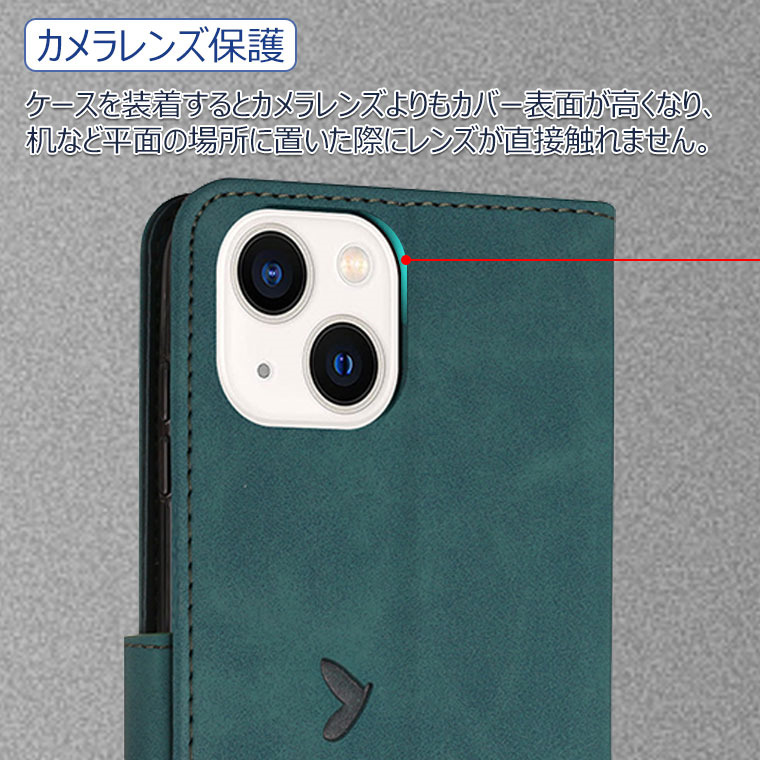 カメラレンズ保護
ケースを装着するとカメラレンズよりもカバー表面が高くなり、
机など平面の場所に置いた際にレンズが直接触れません。